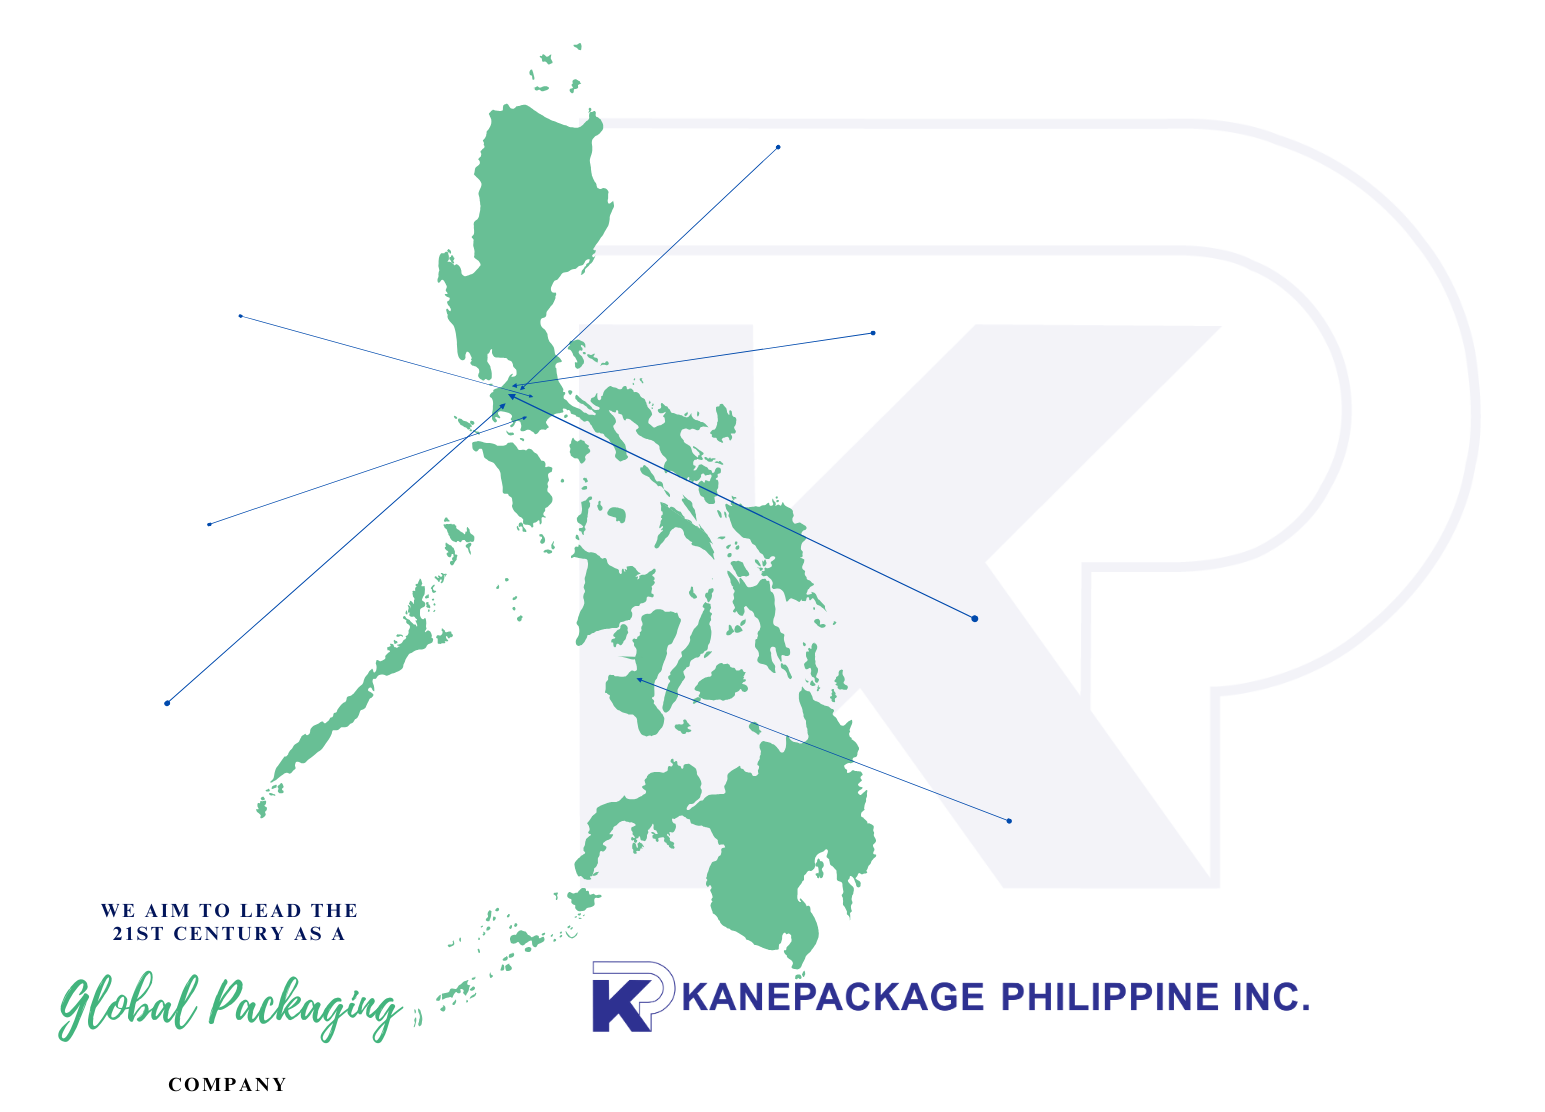 WE AIM TO LEAD THE
21ST CENTURY AS A
Global Packaging
COMPANY
KP KANEPACKAGE PHILIPPINE INC.